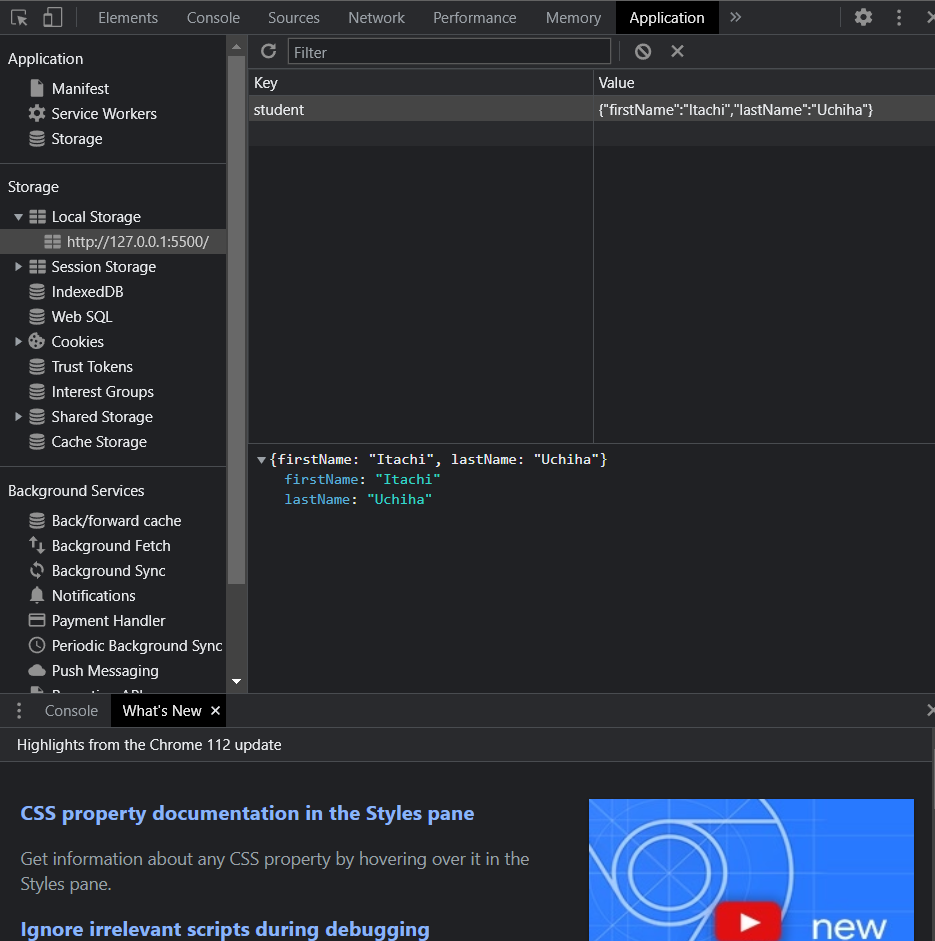 Elements Console Sources Network Performance Memory Application
Filter
Application
Manifest
Service Workers
Storage
Storage
Local Storage
http://127.0.0.1:5500/
Session Storage
IndexedDB
Web SQL
Cookies
Trust Tokens
Interest Groups
Shared Storage
Cache Storage
Background Services
Back/forward cache
Background Fetch
Background Sync
Notifications
Payment Handler
Periodic Background Sync
Push Messaging
Key Value
student {"firstName":"Itachi","lastName":"Uchiha"}
{firstName: "Itachi", lastName: "Uchiha"}
firstName: "Itachi"
lastName: "Uchiha"
Console What's New
Highlights from the Chrome 112 update
CSS property documentation in the Styles pane
Get information about any CSS property by hovering over it in the
Styles pane.
Ignore irrelevant scripts during debugging
new